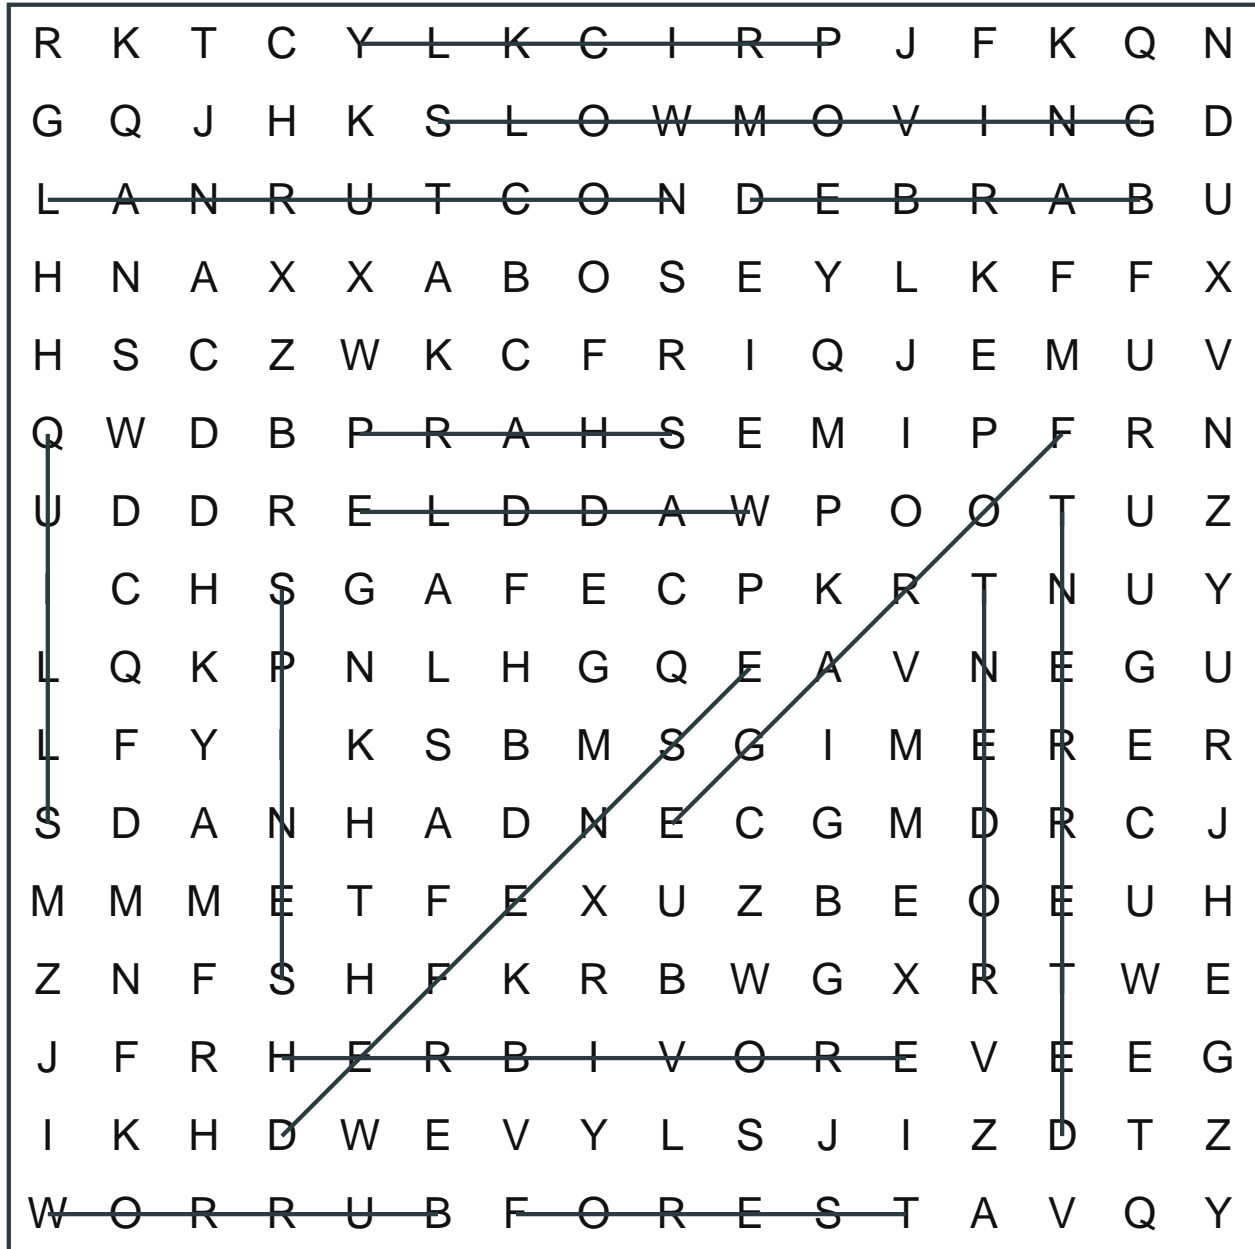 R K T C Y L K C I R P J F K Q N
G Q J H K S L O W M O V I N G D
L A N R U T C O N D E B R A B U
H N A X X A B O S E Y L K F F X
H S C Z W K C F R I Q J E M U V
Q W D B P R A H S E M I P F R N
U D D R E L D D A W P O O T U Z
I C H S G A F E C P K R T N U Y
L Q K P N L H G Q E A V N E G U
L F Y I K S B M S G I M E R E R
S D A N H A D N E C G M D R C J
M M M E T F E X U Z B E O E U H
Z N F S H F K R B W G X R T W E
J F R H E R B I V O R E V E E G
I K H D W E V Y L S J I Z D T Z
W O R R U B F O R E S T A V Q Y